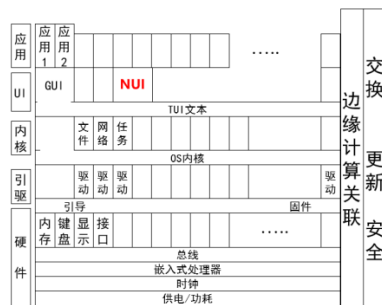 应用
应用1
应用2
.....
UI
GUI
NUI
TUI文本
内核
文件
网络
任务
OS内核
引驱
驱动
驱动
驱动
驱动
引导
固件
硬件
内存
键盘
显示
接口
.....
总线
嵌入式处理器
时钟
供电/功耗
边缘计算关联
交换
更新
安全